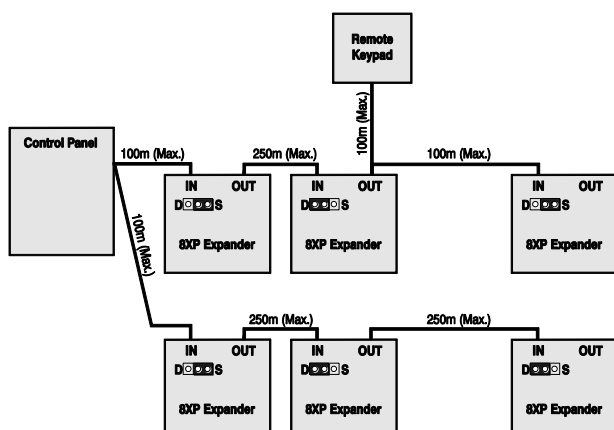 Remote
Keypad
Control Panel
100m (Max.)
250m (Max.)
100m (Max.)
100m (Max.)
IN OUT
D S
8XP Expander
IN OUT
D S
8XP Expander
IN OUT
D S
8XP Expander
100m (Max.)
250m (Max.)
250m (Max.)
IN OUT
D S
8XP Expander
IN OUT
D S
8XP Expander
IN OUT
D S
8XP Expander